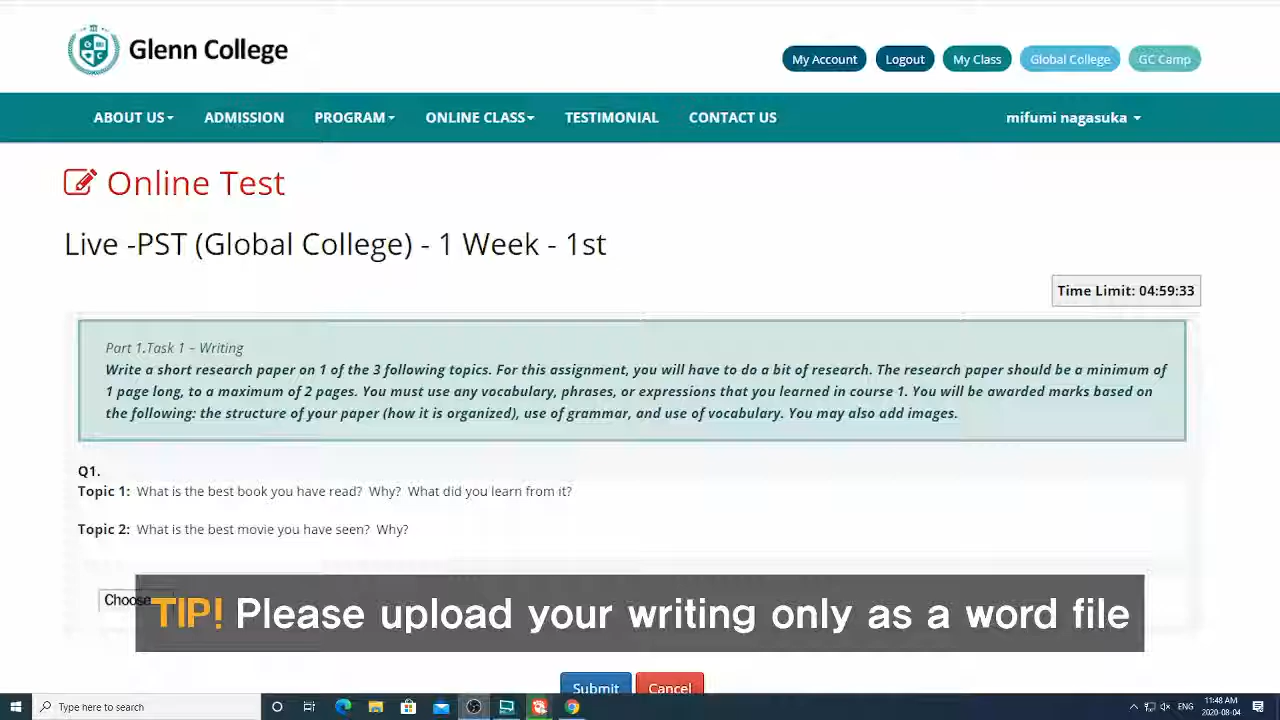 Glenn College
My Account Logout My Class Global College GC Camp
ABOUT US ADMISSION PROGRAM ONLINE CLASS TESTIMONIAL CONTACT US mifumi nagasuka
Online Test
Live -PST (Global College) - 1 Week - 1st
Time Limit: 04:59:33
Part 1.Task 1 – Writing
Write a short research paper on 1 of the 3 following topics. For this assignment, you will have to do a bit of research. The research paper should be a minimum of
1 page long, to a maximum of 2 pages. You must use any vocabulary, phrases, or expressions that you learned in course 1. You will be awarded marks based on
the following: the structure of your paper (how it is organized), use of grammar, and use of vocabulary. You may also add images.
Q1.
Topic 1: What is the best book you have read? Why? What did you learn from it?
Topic 2: What is the best movie you have seen? Why?
Choose
TIP! Please upload your writing only as a word file
Submit Cancel
Type here to search
ENG
11:48 AM
2020-08-04